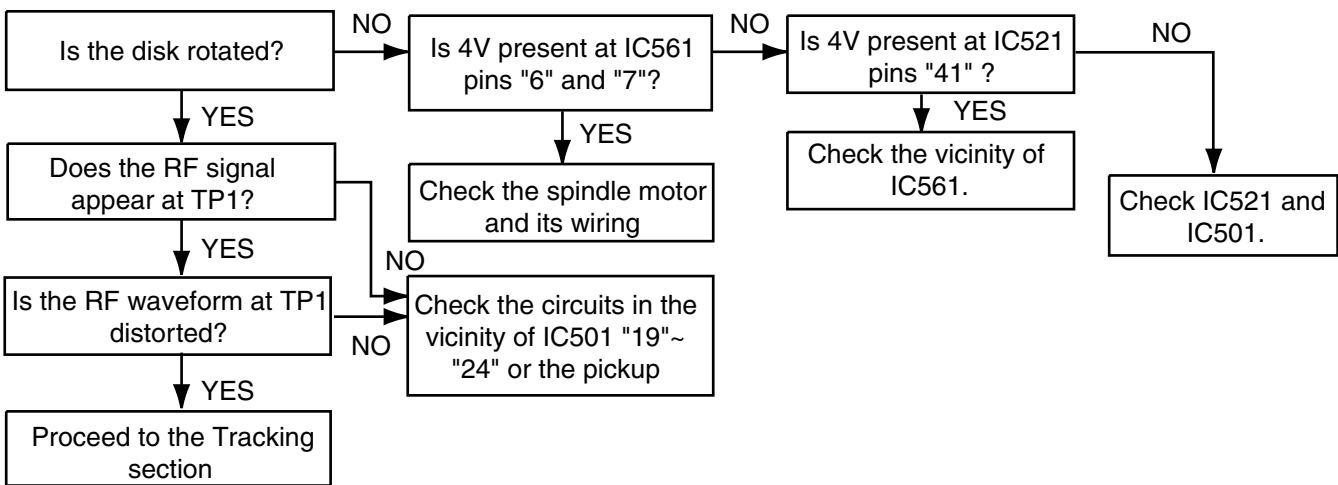 Is the disk rotated?
NO
Is 4V present at IC561
pins "6" and "7"?
NO
Is 4V present at IC521
pins "41" ?
NO
YES
YES
YES
Does the RF signal
appear at TP1?
Check the spindle motor
and its wiring
Check the vicinity of
IC561.
Check IC521 and
IC501.
YES
NO
Is the RF waveform at TP1
distorted?
NO
Check the circuits in the
vicinity of IC501 "19"~
"24" or the pickup
YES
Proceed to the Tracking
section